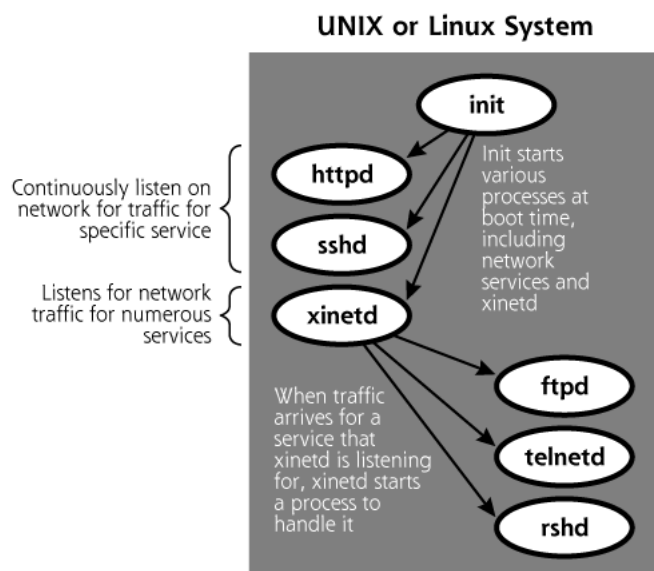 UNIX or Linux System
init
httpd
Continuously listen on
network for traffic for
specific service
sshd
Init starts
various
processes at
boot time,
including
network
services and
xinetd
Listens for network
traffic for numerous
services
xinetd
When traffic
arrives for a
service that
xinetd is listening
for, xinetd starts
a process to
handle it
ftpd
telnetd
rshd